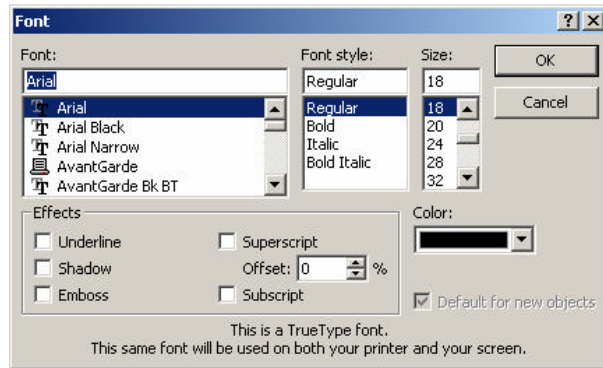 Font
Font:
Font style:
Size:
OK
Cancel
Arial
Regular
18
Arial
Arial Black
Arial Narrow
AvantGarde
AvantGarde Bk BT
Regular
Bold
Italic
Bold Italic
18
20
24
28
32
Effects
Underline
Shadow
Emboss
Superscript
Offset: 0 %
Subscript
Color:
Default for new objects
This is a TrueType font.
This same font will be used on both your printer and your screen.